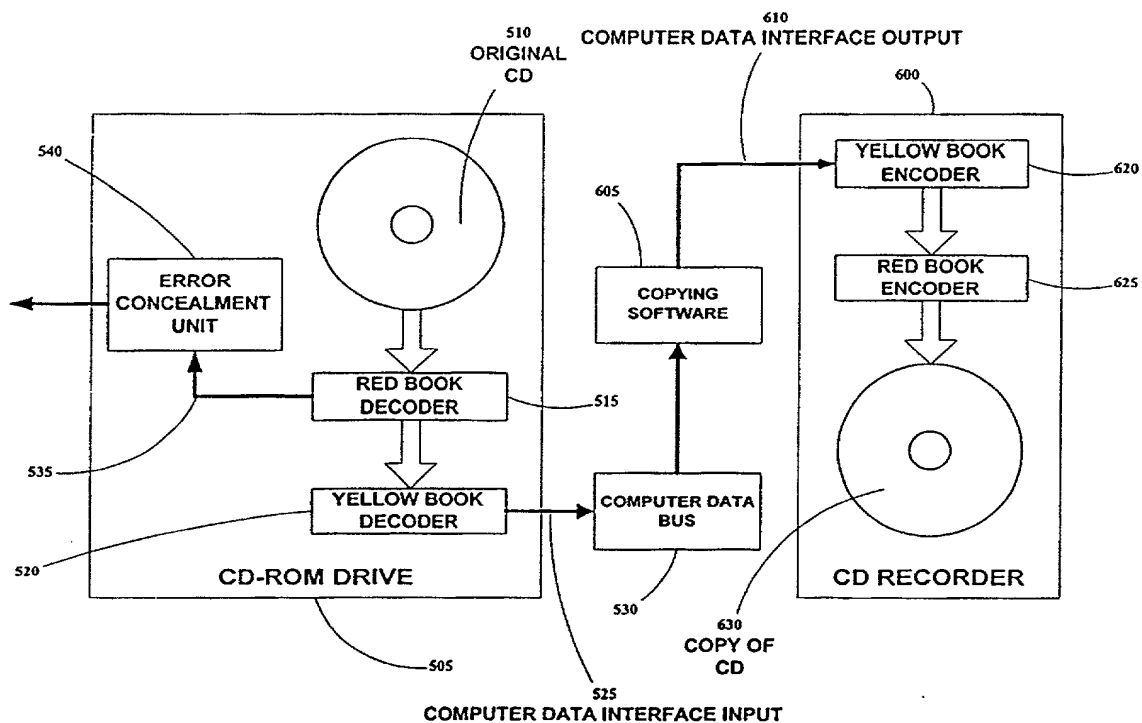 510
ORIGINAL
CD
610
COMPUTER DATA INTERFACE OUTPUT
600
540
ERROR
CONCEALMENT
UNIT
RED BOOK
DECODER
515
535
YELLOW BOOK
DECODER
520
CD-ROM DRIVE
505
525
COMPUTER DATA INTERFACE INPUT
COMPUTER DATA
BUS
530
605
COPYING
SOFTWARE
YELLOW BOOK
ENCODER
620
RED BOOK
ENCODER
625
CD RECORDER
630
COPY OF
CD